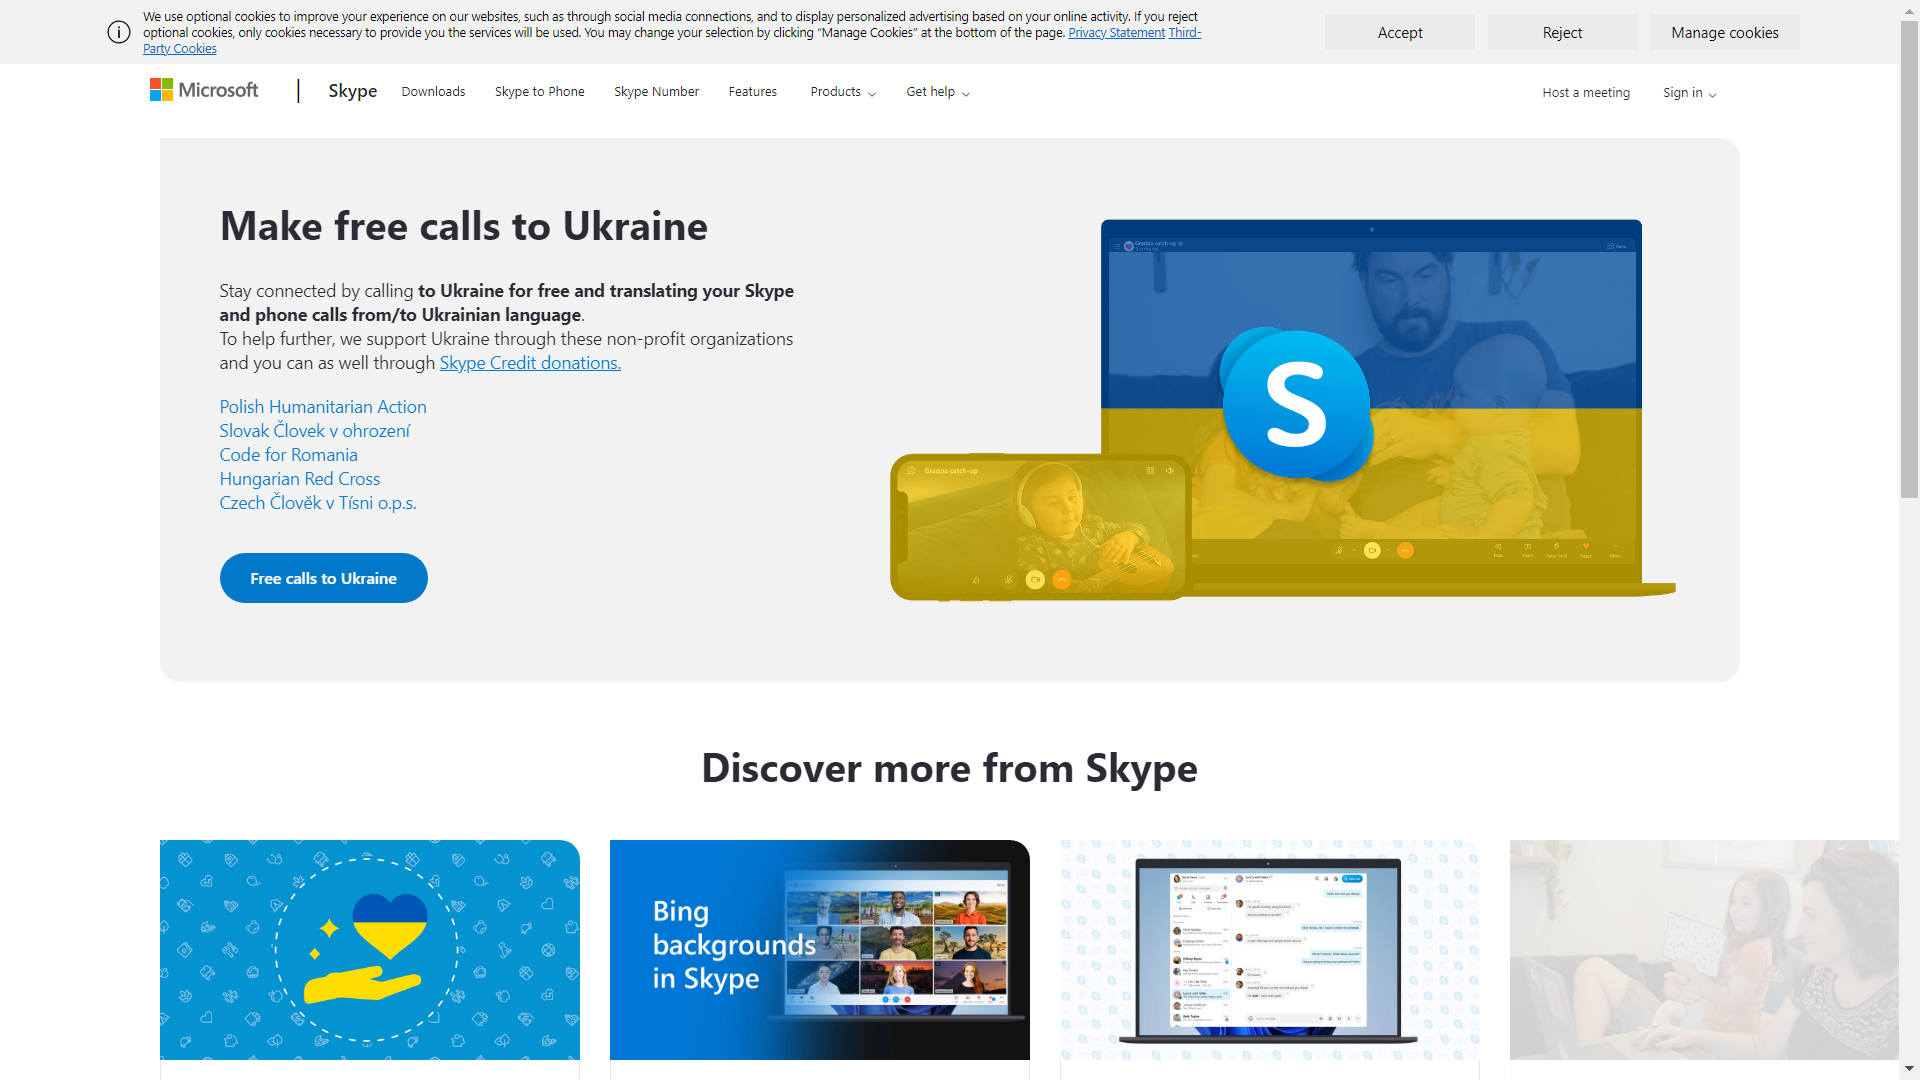 We use optional cookies to improve your experience on our websites, such as through social media connections, and to display personalized advertising based on your online activity. If you reject
optional cookies, only cookies necessary to provide you the services will be used. You may change your selection by clicking “Manage Cookies” at the bottom of the page. Privacy Statement Third-
Party Cookies
Accept
Reject
Manage cookies
Microsoft
Skype
Downloads
Skype to Phone
Skype Number
Features
Products
Get help
Host a meeting
Sign in
Make free calls to Ukraine
Stay connected by calling to Ukraine for free and translating your Skype
and phone calls from/to Ukrainian language.
To help further, we support Ukraine through these non-profit organizations
and you can as well through Skype Credit donations.
Polish Humanitarian Action
Slovak Človek v ohrození
Code for Romania
Hungarian Red Cross
Czech Člověk v Tísni o.p.s.
Free calls to Ukraine
Gradpa catch-up
Gradpa catch-up
S
Discover more from Skype
Bing
backgrounds
in Skype